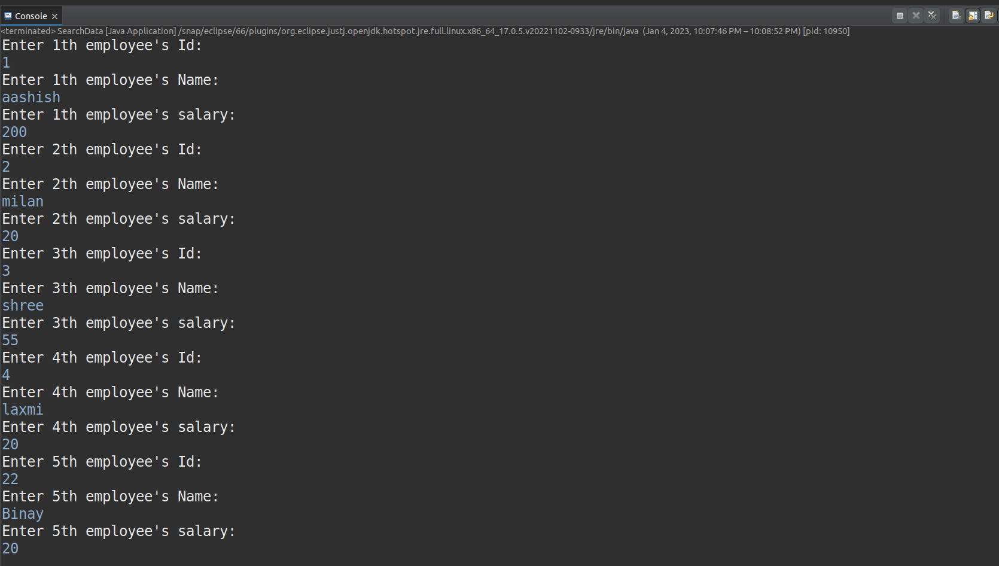 Console
<terminated> SearchData [Java Application] /snap/eclipse/66/plugins/org.eclipse.justj.openjdk.hotspot.jre.full.linux.x86_64_17.0.5.v20221102-0933/jre/bin/java (Jan 4, 2023, 10:07:46 PM – 10:08:52 PM) [pid: 10950]
Enter 1th employee's Id:
1
Enter 1th employee's Name:
aashish
Enter 1th employee's salary:
200
Enter 2th employee's Id:
2
Enter 2th employee's Name:
milan
Enter 2th employee's salary:
20
Enter 3th employee's Id:
3
Enter 3th employee's Name:
shree
Enter 3th employee's salary:
55
Enter 4th employee's Id:
4
Enter 4th employee's Name:
laxmi
Enter 4th employee's salary:
20
Enter 5th employee's Id:
22
Enter 5th employee's Name:
Binay
Enter 5th employee's salary:
20